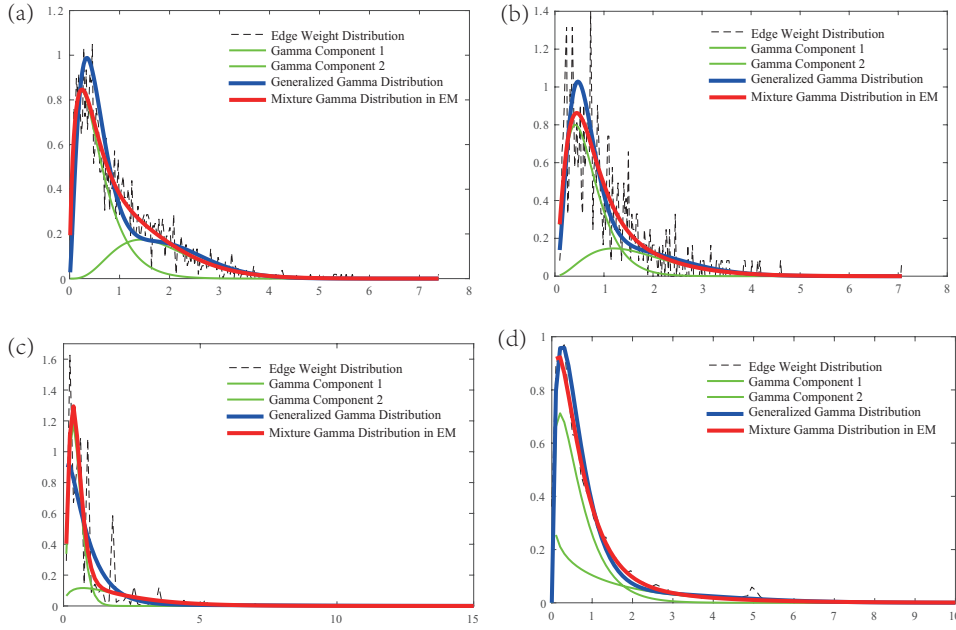 (a)
1.2
1
0.8
0.6
0.4
0.2
0
0 1 2 3 4 5 6 7 8
Edge Weight Distribution
Gamma Component 1
Gamma Component 2
Generalized Gamma Distribution
Mixture Gamma Distribution in EM
(b)
1.4
1.2
1
0.8
0.6
0.4
0.2
0
0 1 2 3 4 5 6 7 8
Edge Weight Distribution
Gamma Component 1
Gamma Component 2
Generalized Gamma Distribution
Mixture Gamma Distribution in EM
(c)
1.6
1.4
1.2
1
0.8
0.6
0.4
0.2
0
0 5 10 15
Edge Weight Distribution
Gamma Component 1
Gamma Component 2
Generalized Gamma Distribution
Mixture Gamma Distribution in EM
(d)
1
0.8
0.6
0.4
0.2
0
0 1 2 3 4 5 6 7 8 9 10
Edge Weight Distribution
Gamma Component 1
Gamma Component 2
Generalized Gamma Distribution
Mixture Gamma Distribution in EM